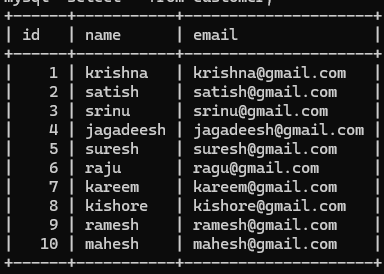 mysql> select * from customer;
+------+-----------+---------------------+
| id | name | email |
+------+-----------+---------------------+
| 1 | krishna | krishna@gmail.com |
| 2 | satish | satish@gmail.com |
| 3 | srinu | srinu@gmail.com |
| 4 | jagadeesh | jagadeesh@gmail.com |
| 5 | suresh | suresh@gmail.com |
| 6 | raju | ragu@gmail.com |
| 7 | kareem | kareem@gmail.com |
| 8 | kishore | kishore@gmail.com |
| 9 | ramesh | ramesh@gmail.com |
| 10 | mahesh | mahesh@gmail.com |
+------+-----------+---------------------+